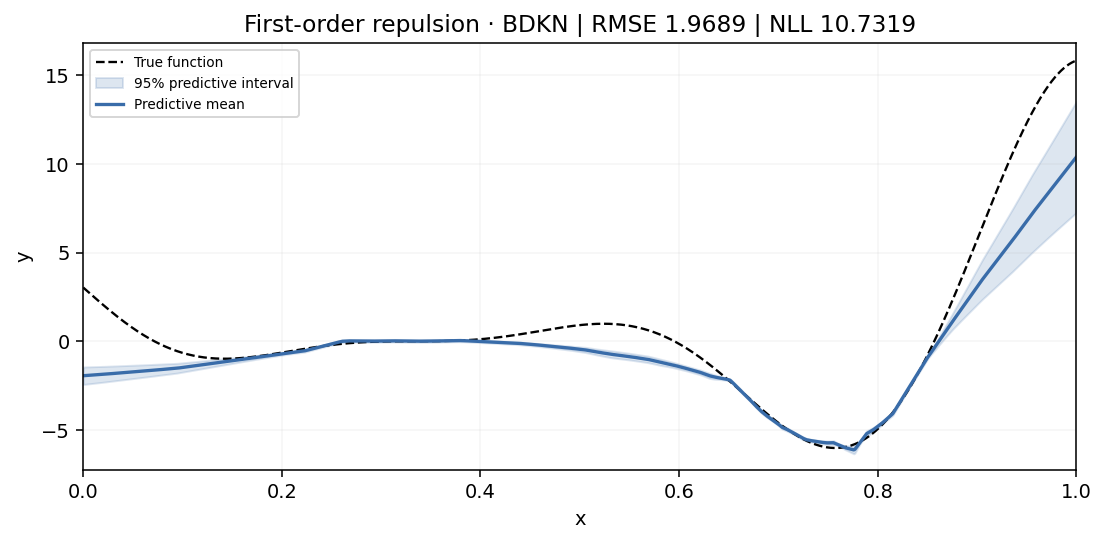 First-order repulsion · BDKN | RMSE 1.9689 | NLL 10.7319
True function
95% predictive interval
Predictive mean
15
10
5
0
−5
y
0.0 0.2 0.4 0.6 0.8 1.0
x